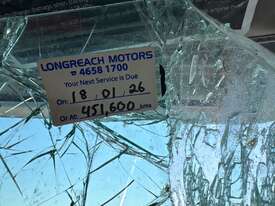 LONGREACH MOTORS
☎ 4658 1700
Your Next Service is Due
On: 18.01.26
Or At: 451,600 kms